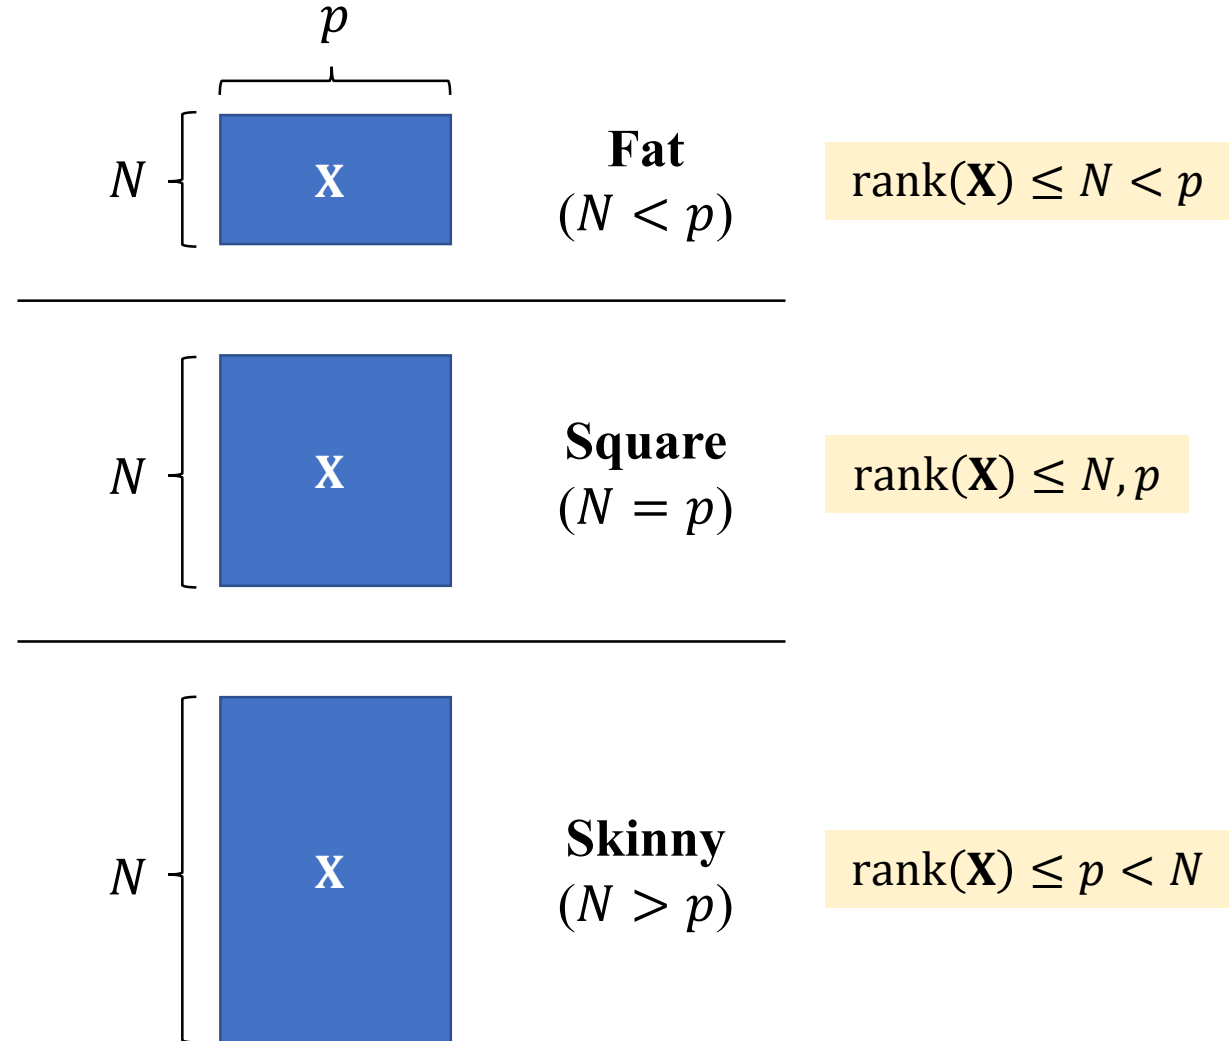 p
N
X
Fat
(N < p)
rank(X) ≤ N < p
N
X
Square
(N = p)
rank(X) ≤ N, p
N
X
Skinny
(N > p)
rank(X) ≤ p < N